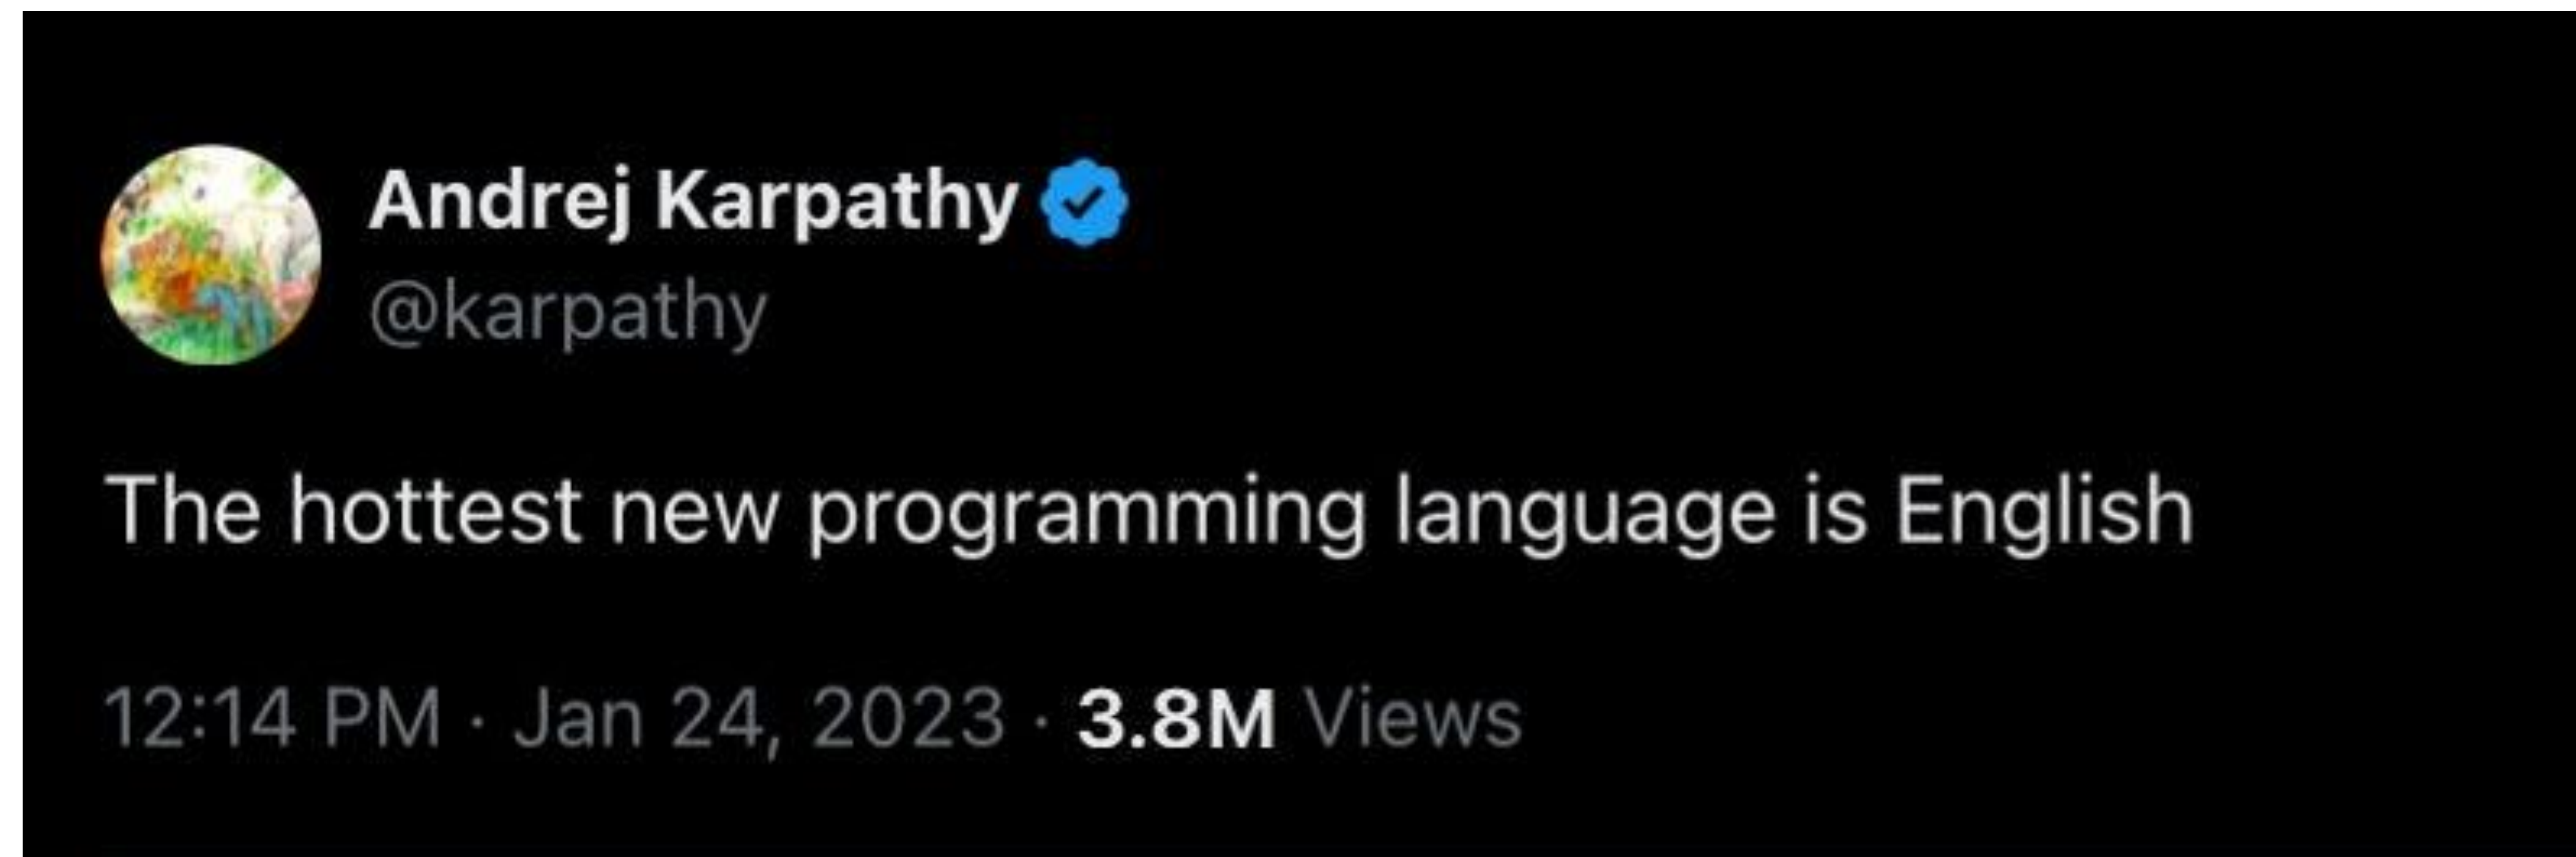 Andrej Karpathy
@karpathy
The hottest new programming language is English
12:14 PM · Jan 24, 2023 · 3.8M Views